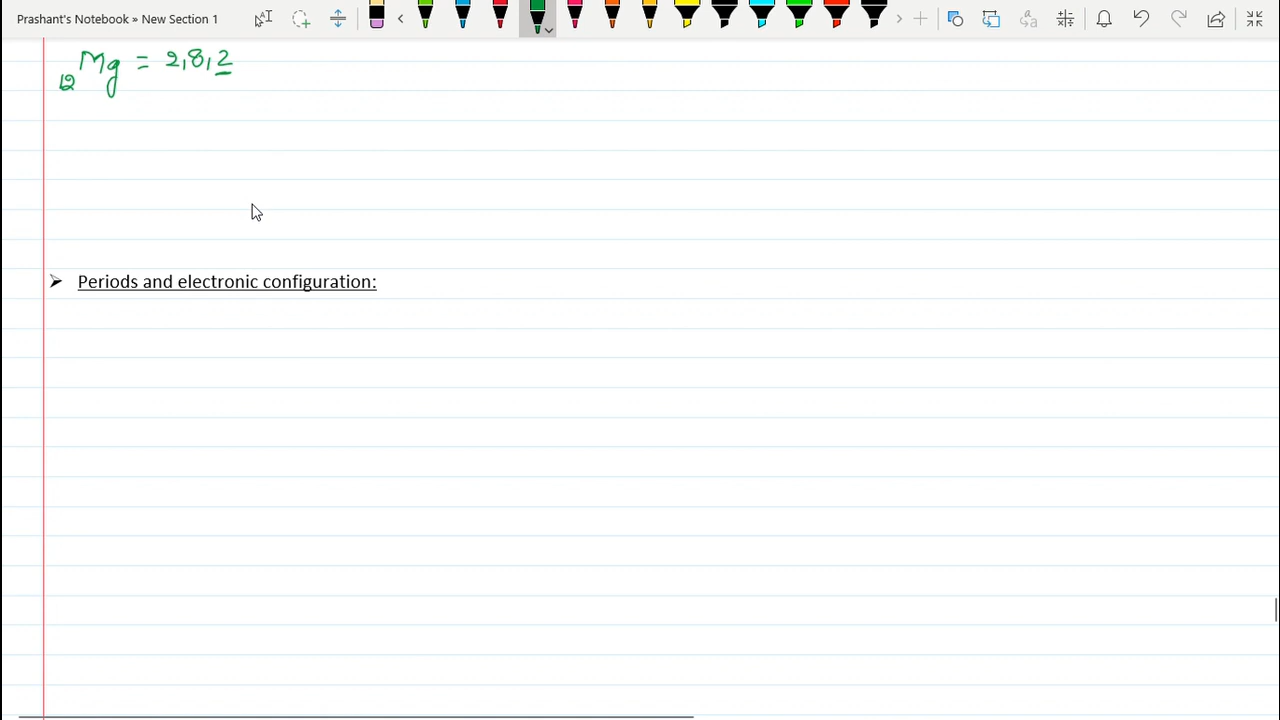 Prashant's Notebook » New Section 1
₁₂Mg = 2,8,2
➤ Periods and electronic configuration: